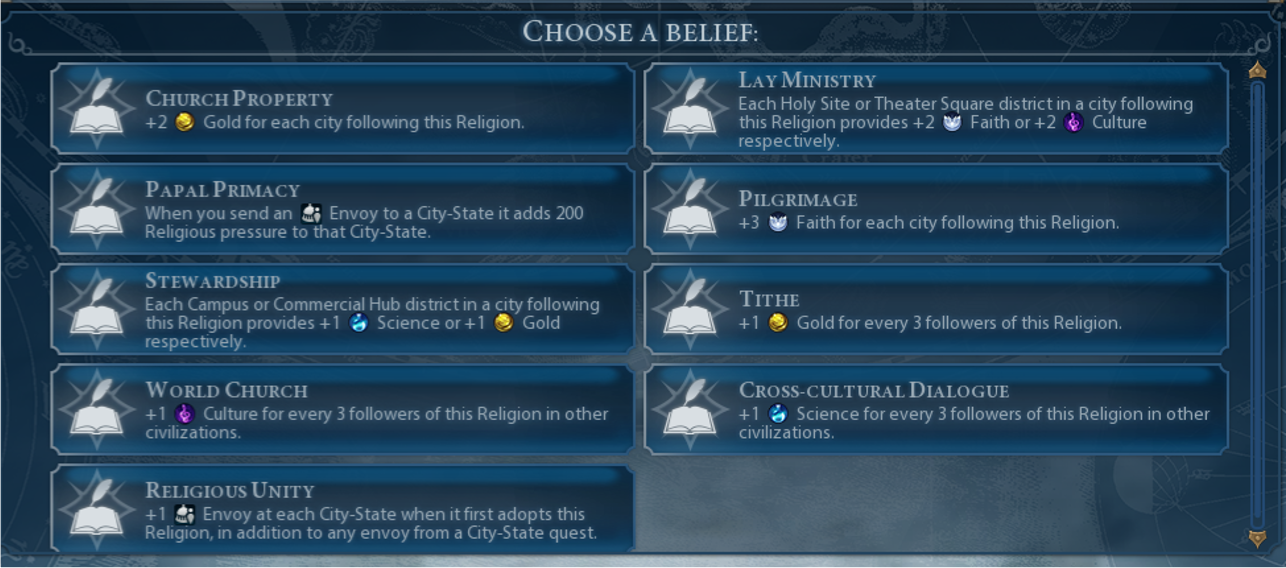 CHOOSE A BELIEF:
CHURCH PROPERTY
+2 Gold for each city following this Religion.
LAY MINISTRY
Each Holy Site or Theater Square district in a city following
this Religion provides +2 Faith or +2 Culture
respectively.
PAPAL PRIMACY
When you send an Envoy to a City-State it adds 200
Religious pressure to that City-State.
PILGRIMAGE
+3 Faith for each city following this Religion.
STEWARDSHIP
Each Campus or Commercial Hub district in a city following
this Religion provides +1 Science or +1 Gold
respectively.
TITHE
+1 Gold for every 3 followers of this Religion.
WORLD CHURCH
+1 Culture for every 3 followers of this Religion in other
civilizations.
CROSS-CULTURAL DIALOGUE
+1 Science for every 3 followers of this Religion in other
civilizations.
RELIGIOUS UNITY
+1 Envoy at each City-State when it first adopts this
Religion, in addition to any envoy from a City-State quest.